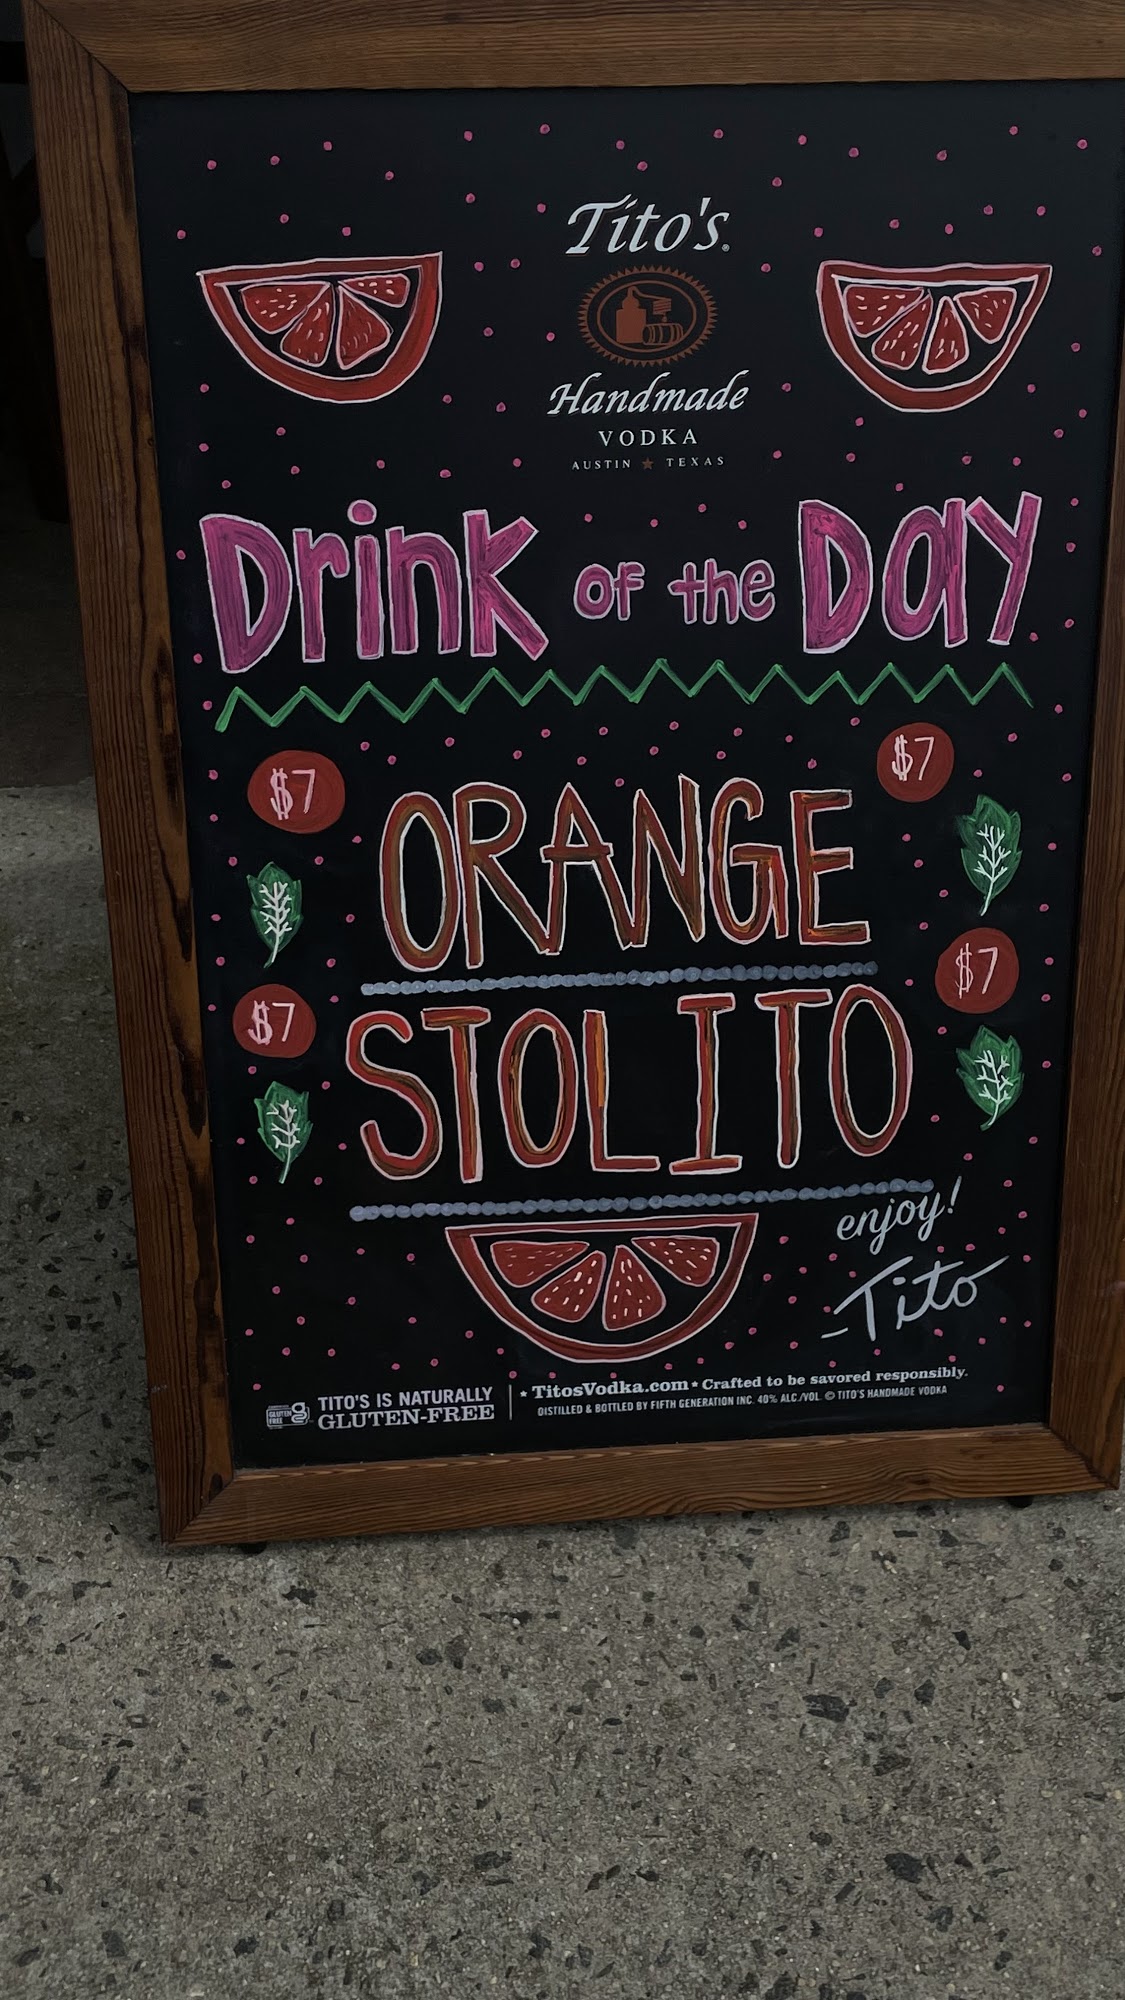 Tito's®
Handmade
VODKA
AUSTIN ★ TEXAS
Drink of the Day
$7
$7
ORANGE
$7
$7
STOLITO
enjoy!
-Tito
TITO'S IS NATURALLY
GLUTEN-FREE
★ TitosVodka.com ★ Crafted to be savored responsibly.
DISTILLED & BOTTLED BY FIFTH GENERATION INC. 40% ALC./VOL. © TITO'S HANDMADE VODKA
GLUTEN
FREE